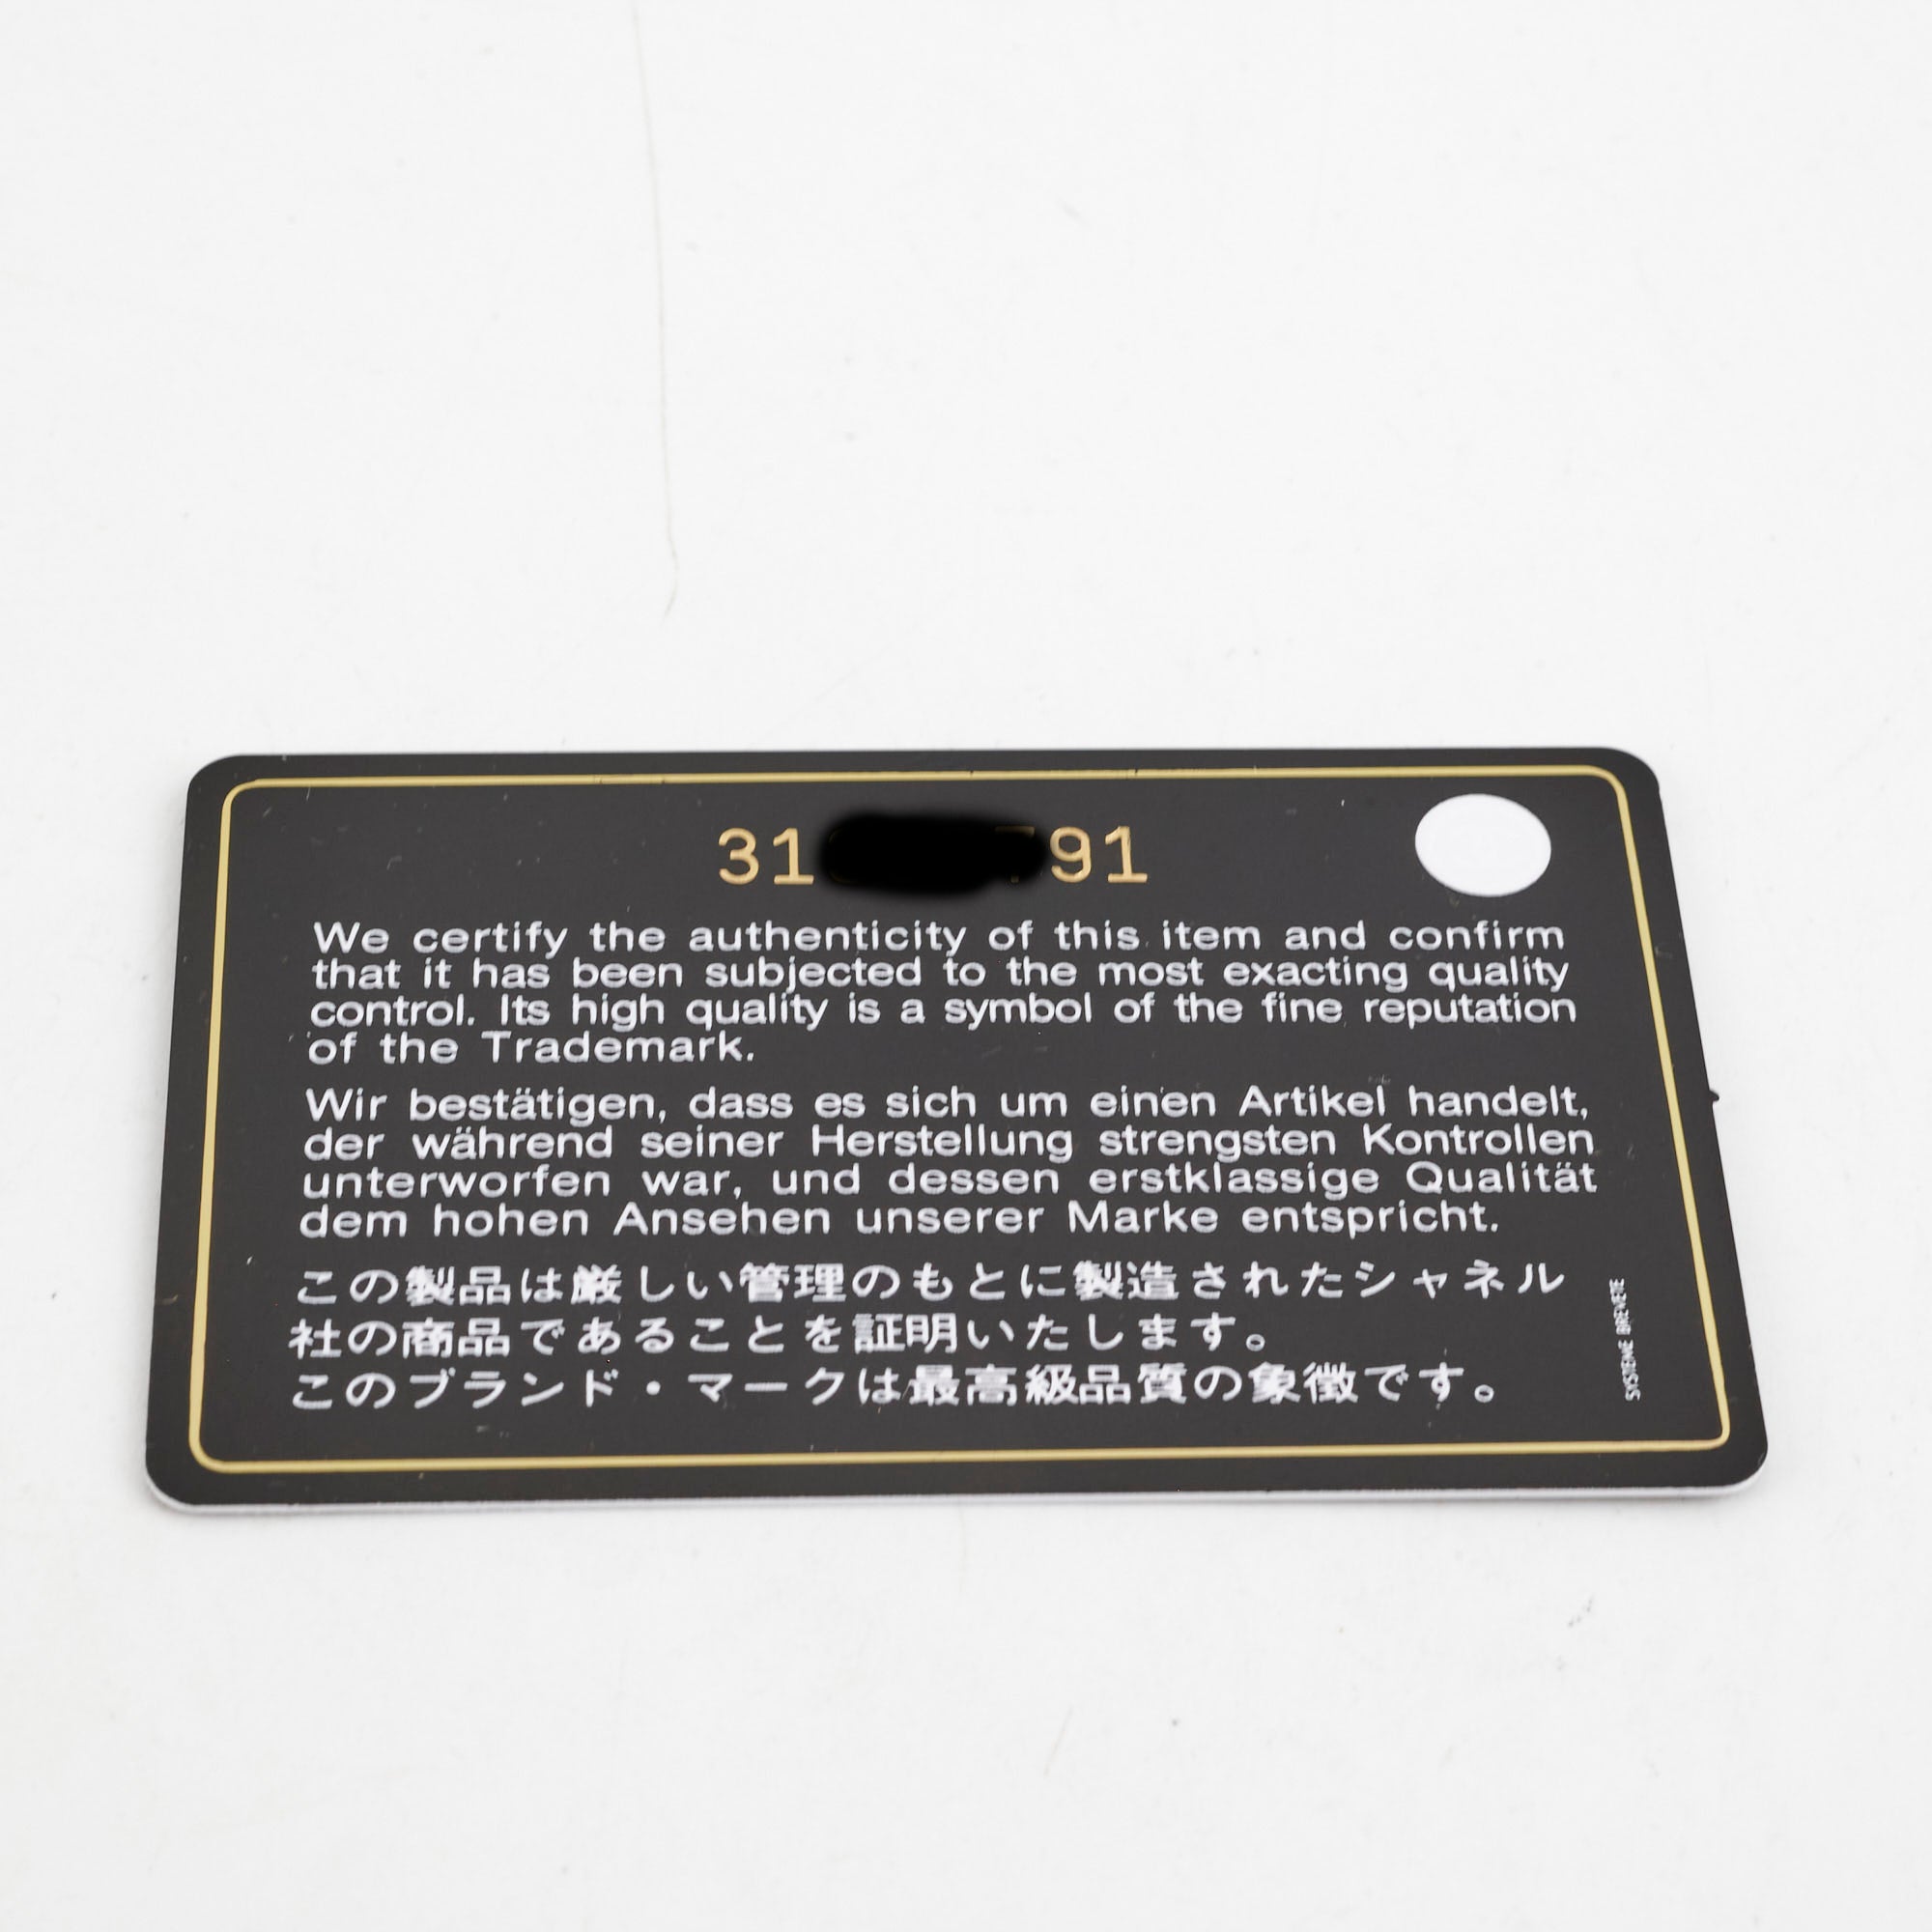 31 791
We certify the authenticity of this item and confirm
that it has been subjected to the most exacting quality
control. Its high quality is a symbol of the fine reputation
of the Trademark.
Wir bestätigen, dass es sich um einen Artikel handelt,
der während seiner Herstellung strengsten Kontrollen
unterworfen war, und dessen erstklassige Qualität
dem hohen Ansehen unserer Marke entspricht.
この製品は厳しい管理のもとに製造されたシャネル
社の商品であることを証明いたします。
このブランド・マークは最高級品質の象徴です。
SYSTEME BREVETE